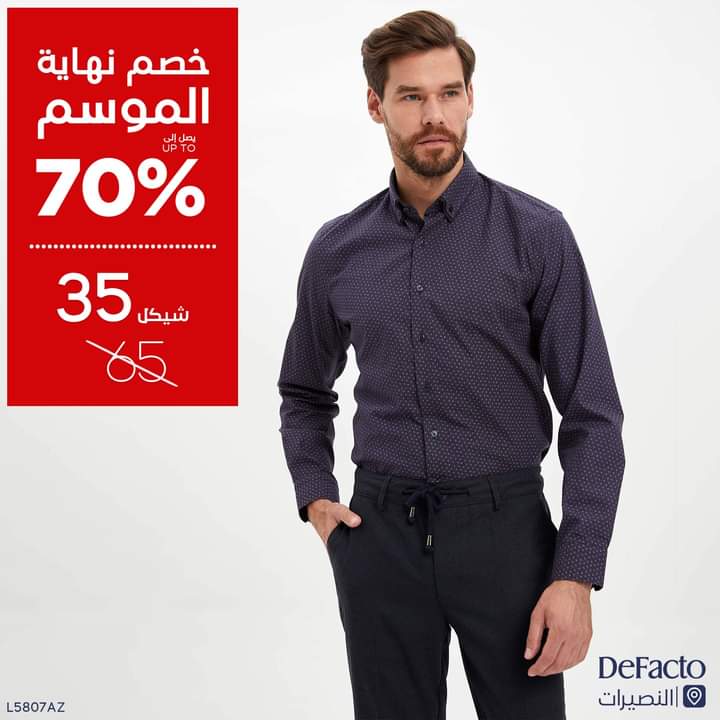 خصم نهاية
الموسم
يصل إلى
UP TO
70%
35 شيكل
65
DeFacto
النصيرات
L5807AZ